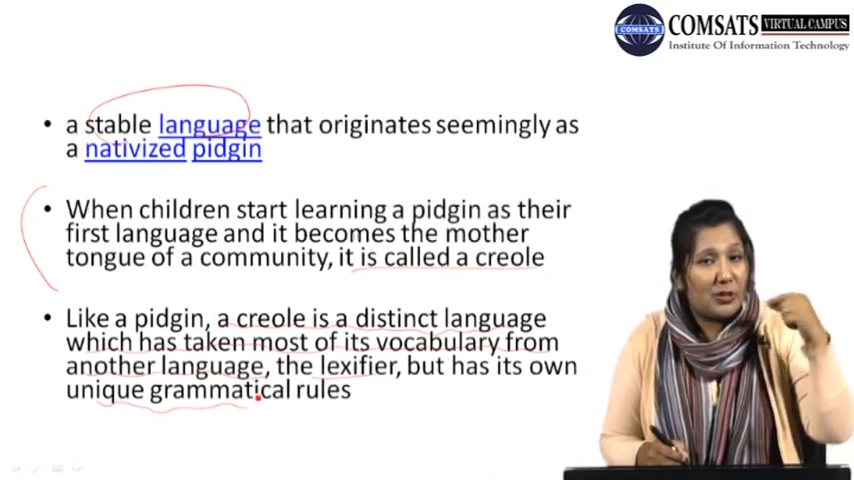 COMSATS
COMSATS VIRTUAL CAMPUS
Institute Of Information Technology
• a stable language that originates seemingly as
a nativized pidgin
• When children start learning a pidgin as their
first language and it becomes the mother
tongue of a community, it is called a creole
• Like a pidgin, a creole is a distinct language
which has taken most of its vocabulary from
another language, the lexifier, but has its own
unique grammatical rules